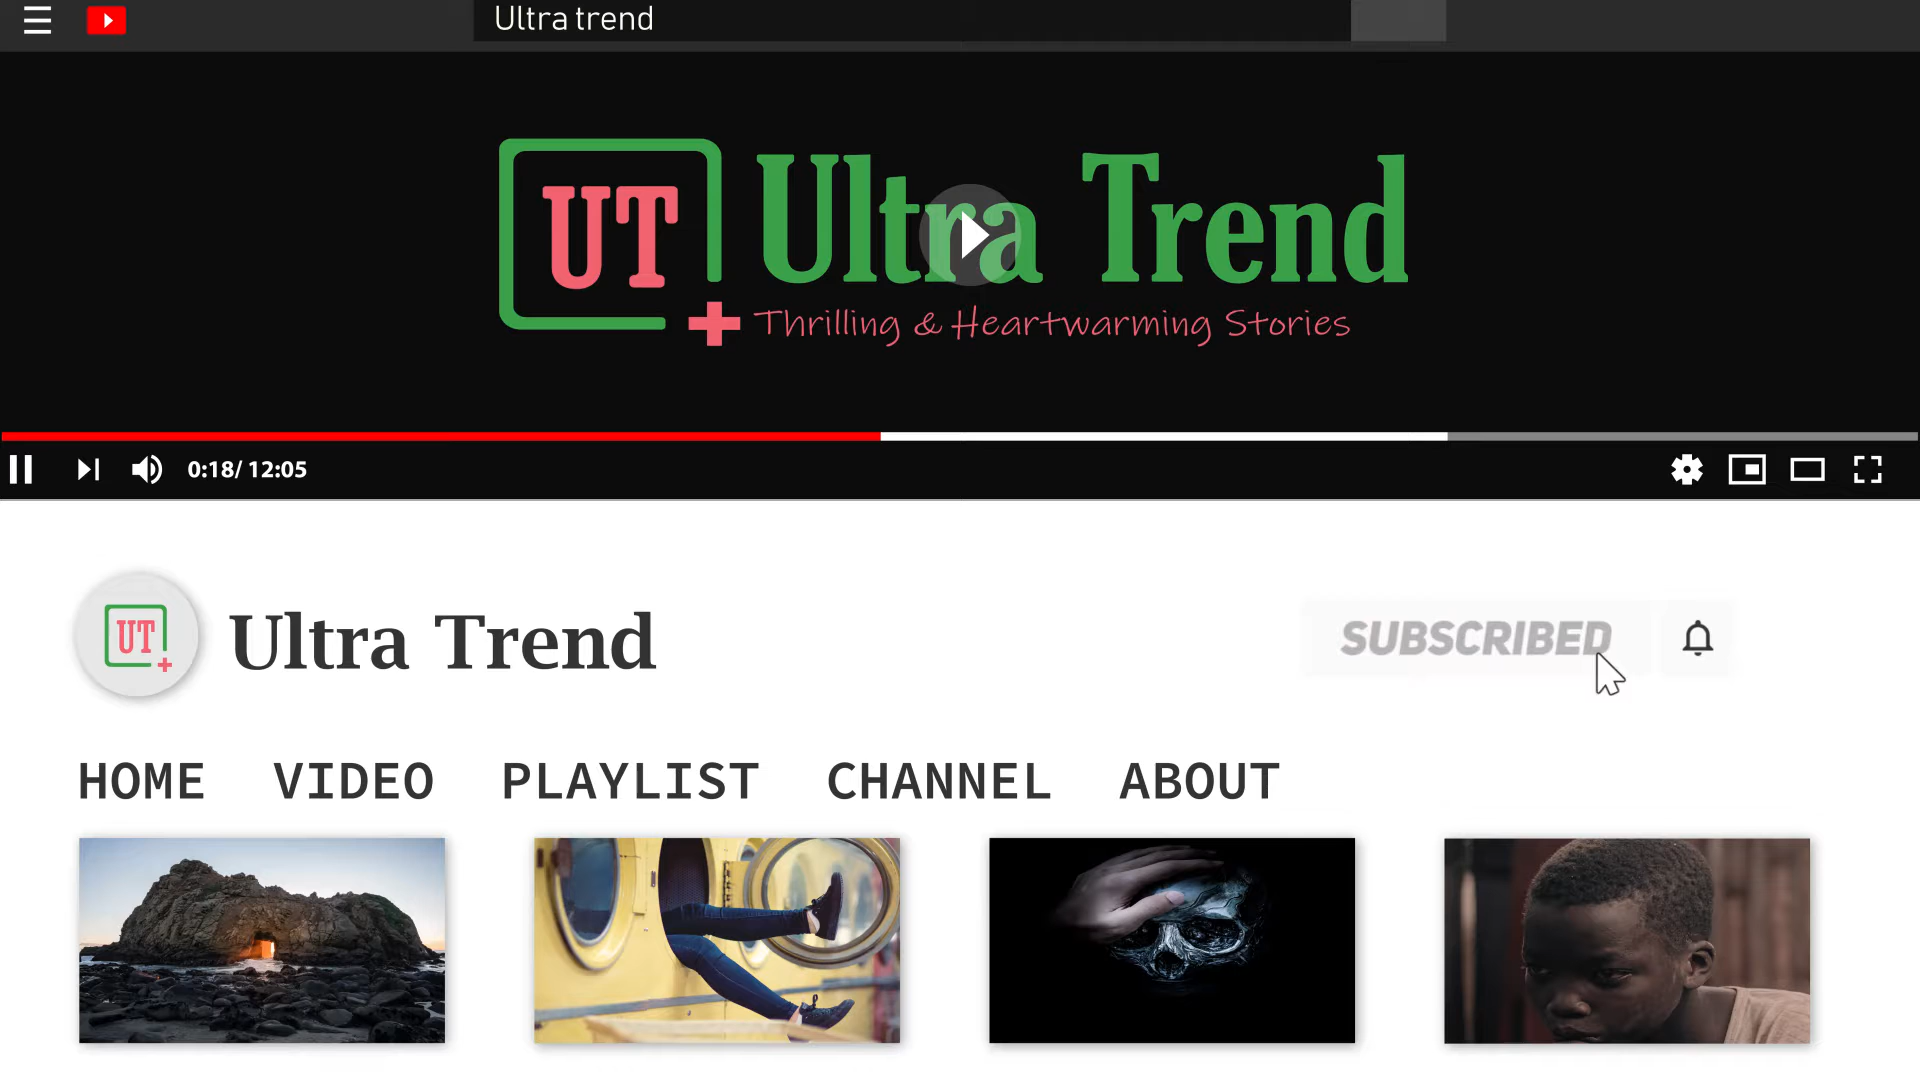 Ultra trend
UT Ultra Trend
Thrilling & Heartwarming Stories
0:18/ 12:05
UT Ultra Trend
SUBSCRIBED
HOME VIDEO PLAYLIST CHANNEL ABOUT